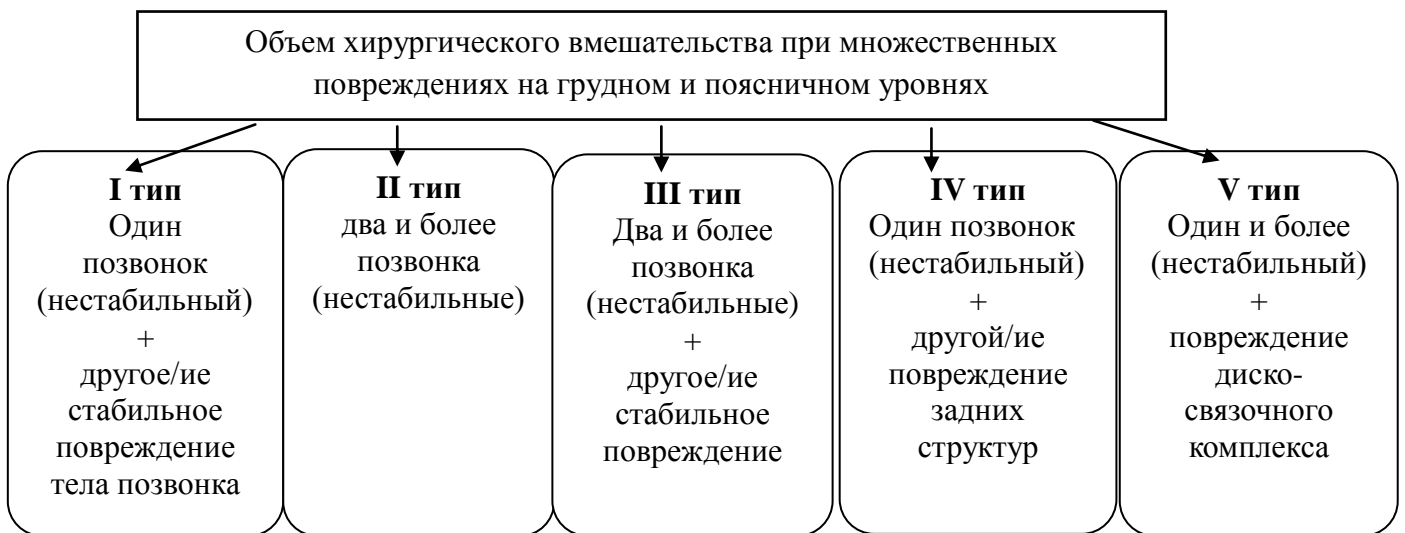 Объем хирургического вмешательства при множественных
повреждениях на грудном и поясничном уровнях
I тип
Один
позвонок
(нестабильный)
+
другое/ие
стабильное
повреждение
тела позвонка
II тип
два и более
позвонка
(нестабильные)
III тип
Два и более
позвонка
(нестабильные)
+
другое/ие
стабильное
повреждение
IV тип
Один позвонок
(нестабильный)
+
другой/ие
повреждение
задних
структур
V тип
Один и более
(нестабильный)
+
повреждение
диско-
связочного
комплекса